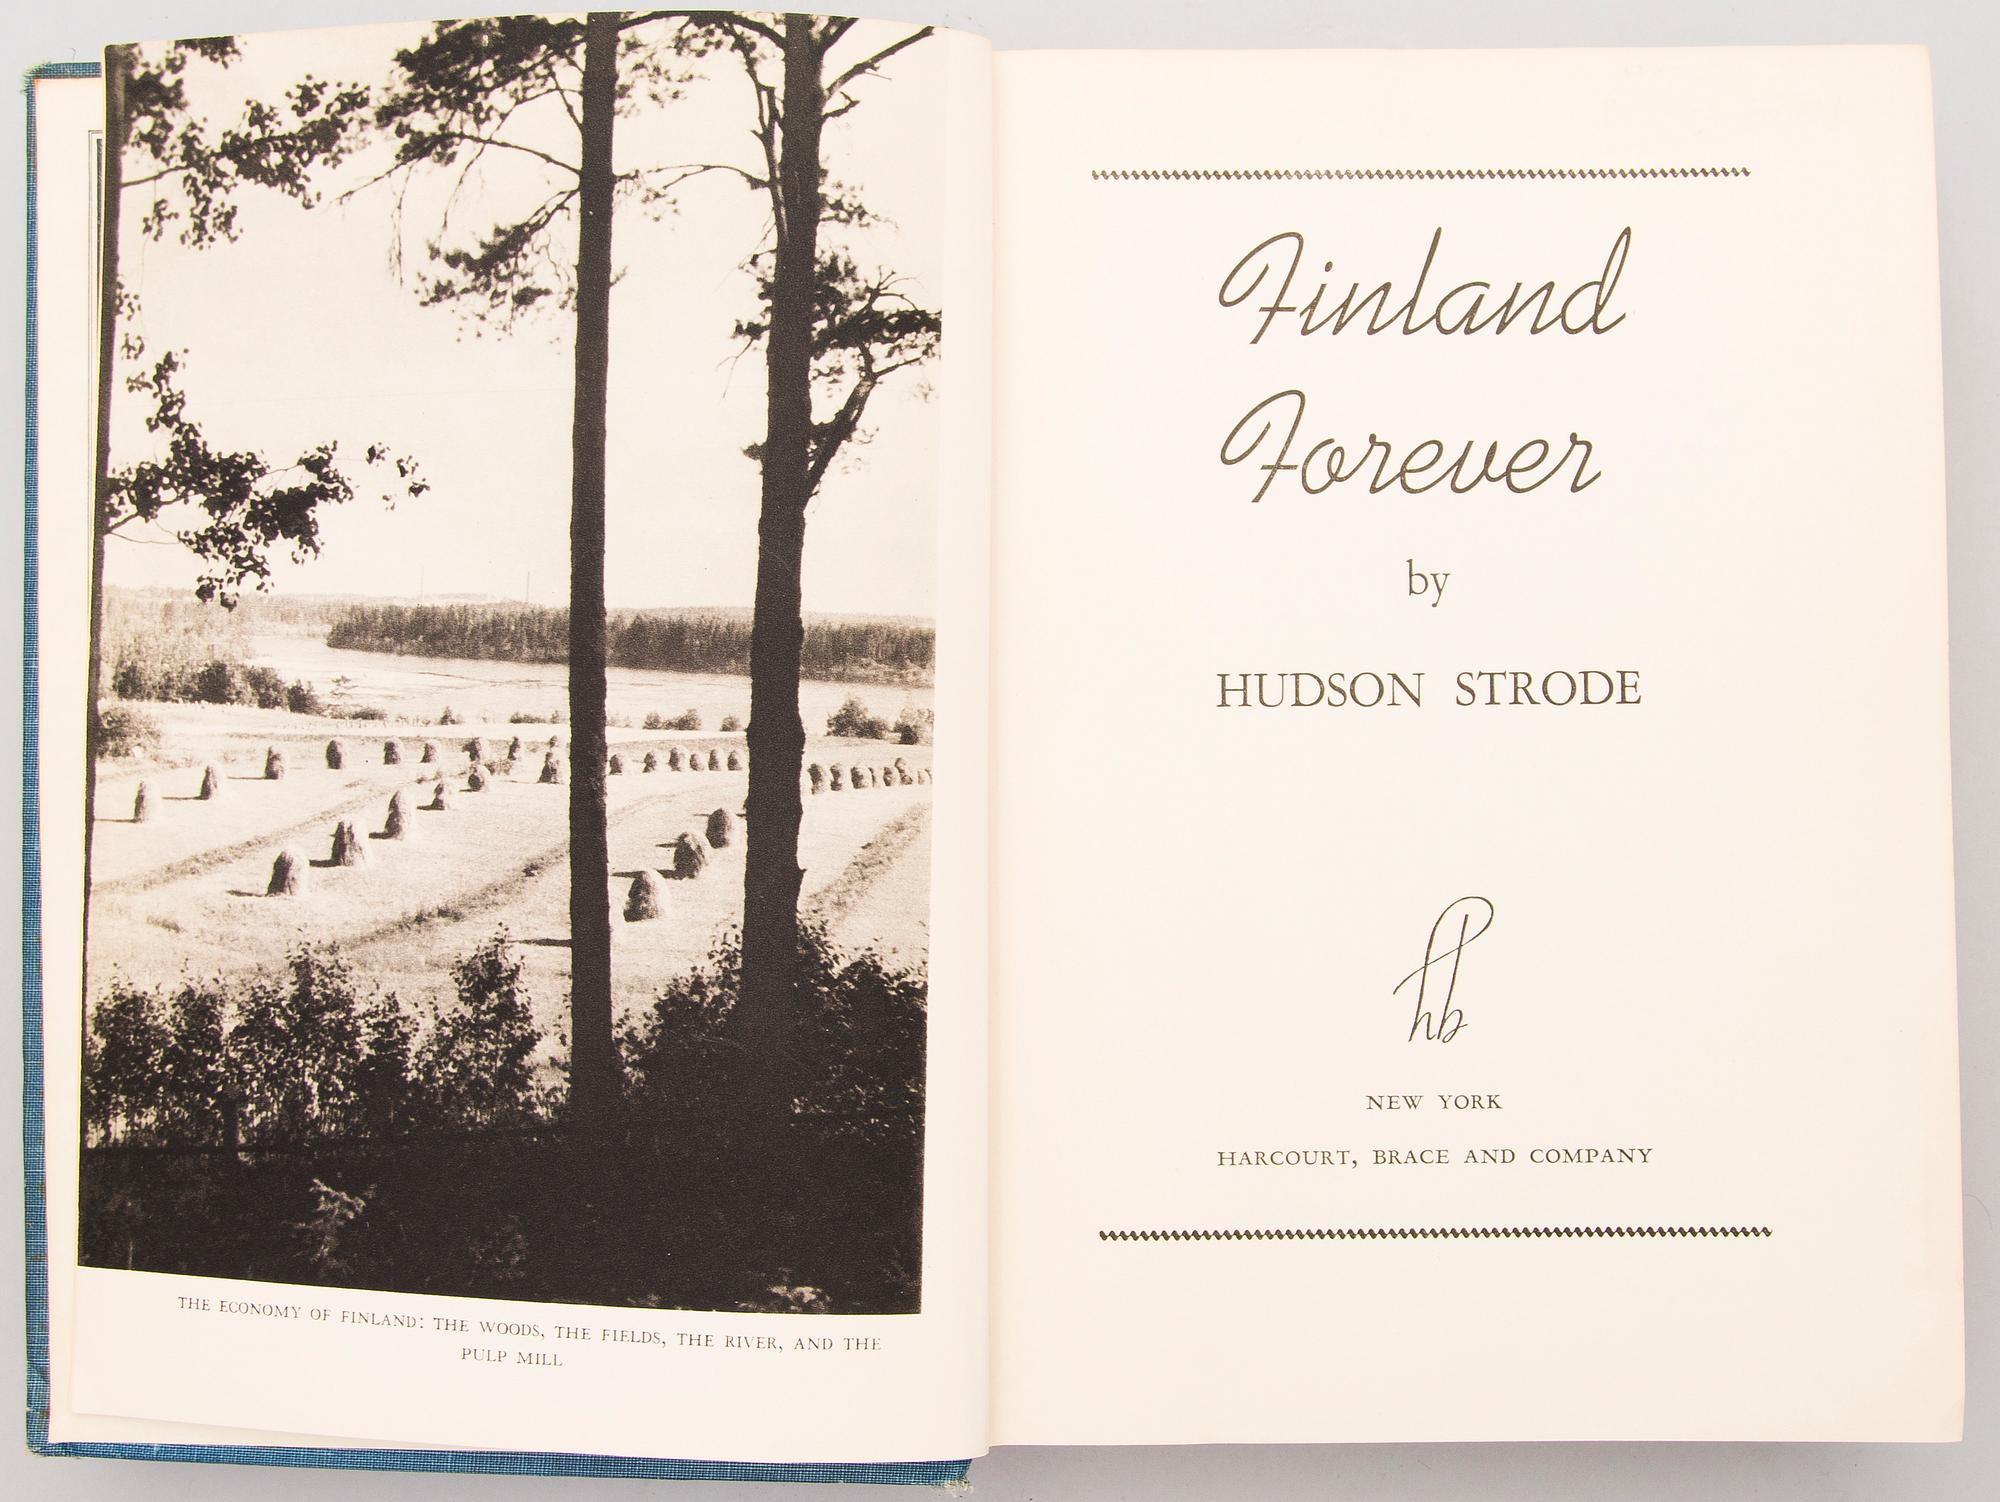 THE ECONOMY OF FINLAND: THE WOODS, THE FIELDS, THE RIVER, AND THE
PULP MILL
Finland
Forever
by
HUDSON STRODE
hb
NEW YORK
HARCOURT, BRACE AND COMPANY